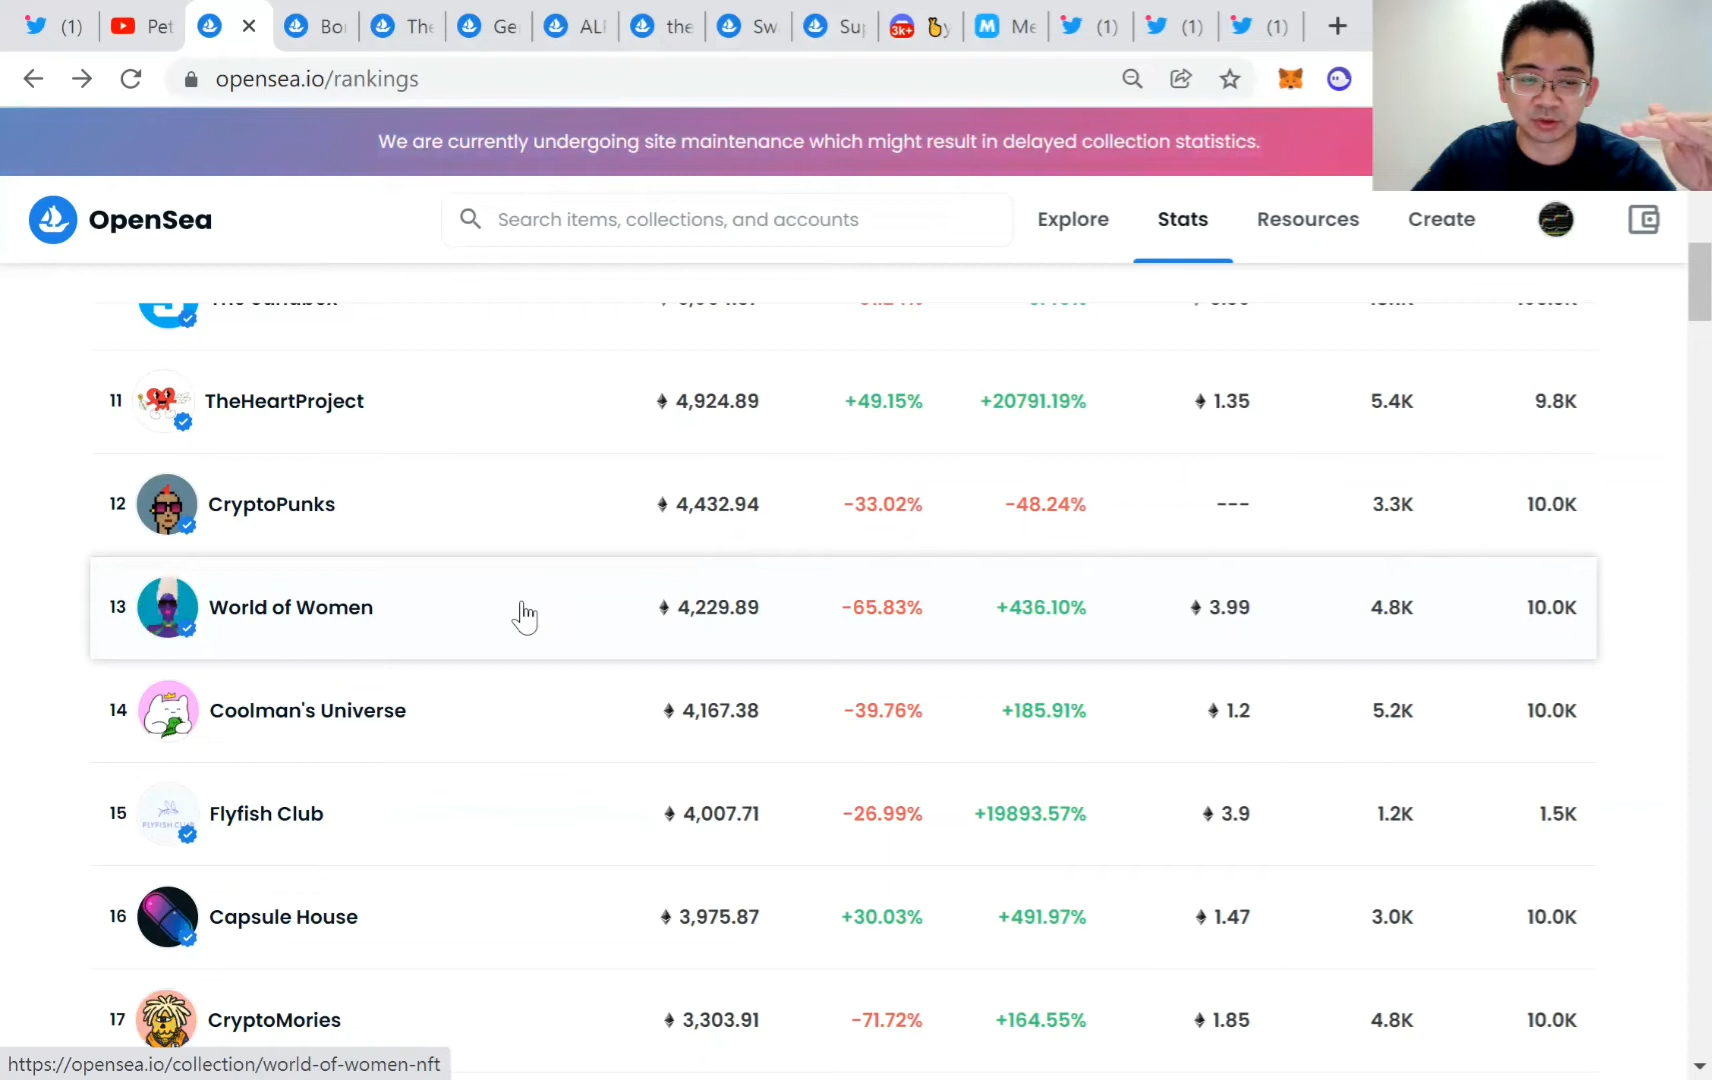 (1) Pet Bor The Ge ALI the Sw Sup 3k+ y M Me (1) (1) (1)
opensea.io/rankings
We are currently undergoing site maintenance which might result in delayed collection statistics.
OpenSea Search items, collections, and accounts Explore Stats Resources Create
11 TheHeartProject 4,924.89 +49.15% +20791.19% 1.35 5.4K 9.8K
12 CryptoPunks 4,432.94 -33.02% -48.24% --- 3.3K 10.0K
13 World of Women 4,229.89 -65.83% +436.10% 3.99 4.8K 10.0K
14 Coolman's Universe 4,167.38 -39.76% +185.91% 1.2 5.2K 10.0K
FLYFISH CLUB
15 Flyfish Club 4,007.71 -26.99% +19893.57% 3.9 1.2K 1.5K
16 Capsule House 3,975.87 +30.03% +491.97% 1.47 3.0K 10.0K
17 CryptoMories 3,303.91 -71.72% +164.55% 1.85 4.8K 10.0K
https://opensea.io/collection/world-of-women-nft